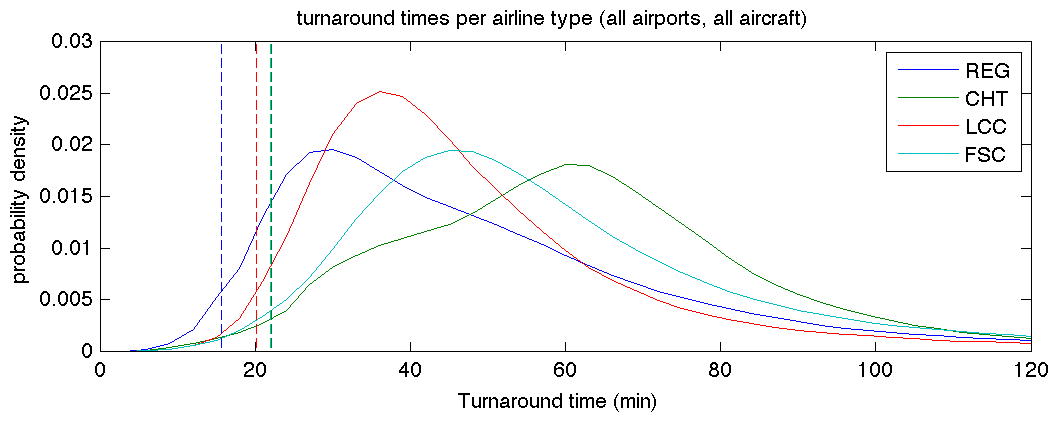 turnaround times per airline type (all airports, all aircraft)
0.03
0.025
0.02
0.015
0.01
0.005
0
probability density
REG
CHT
LCC
FSC
0 20 40 60 80 100 120
Turnaround time (min)